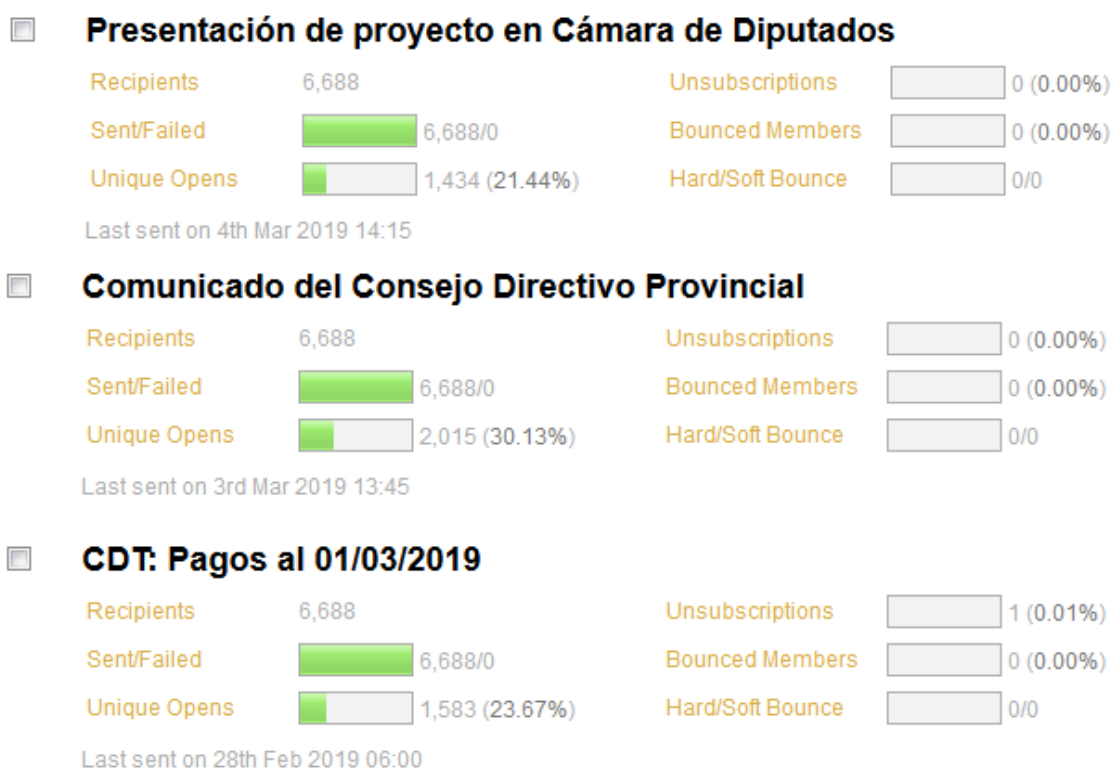 Presentación de proyecto en Cámara de Diputados
Recipients 6,688 Unsubscriptions 0 (0.00%)
Sent/Failed 6,688/0 Bounced Members 0 (0.00%)
Unique Opens 1,434 (21.44%) Hard/Soft Bounce 0/0
Last sent on 4th Mar 2019 14:15
Comunicado del Consejo Directivo Provincial
Recipients 6,688 Unsubscriptions 0 (0.00%)
Sent/Failed 6,688/0 Bounced Members 0 (0.00%)
Unique Opens 2,015 (30.13%) Hard/Soft Bounce 0/0
Last sent on 3rd Mar 2019 13:45
CDT: Pagos al 01/03/2019
Recipients 6,688 Unsubscriptions 1 (0.01%)
Sent/Failed 6,688/0 Bounced Members 0 (0.00%)
Unique Opens 1,583 (23.67%) Hard/Soft Bounce 0/0
Last sent on 28th Feb 2019 06:00